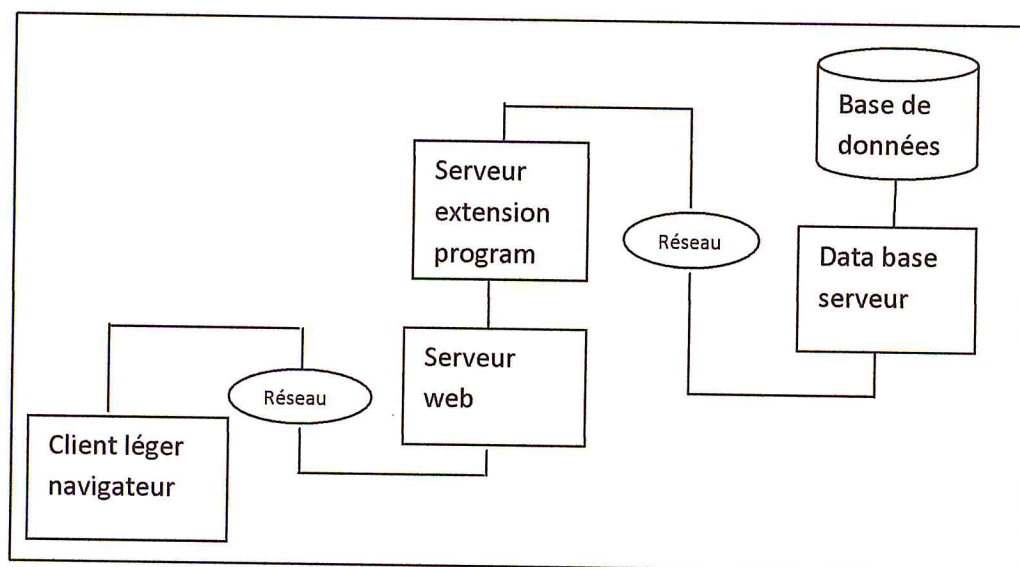 Base de
données
Serveur
extension
program
Réseau
Data base
serveur
Serveur
web
Réseau
Client léger
navigateur